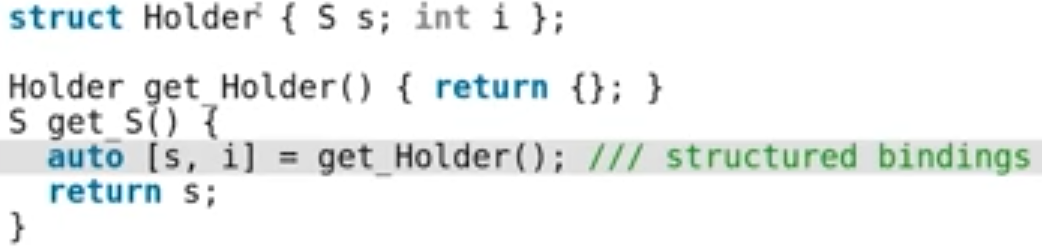 struct Holder { S s; int i };
Holder get_Holder() { return {}; }
S get_S() {
auto [s, i] = get_Holder(); /// structured bindings
return s;
}